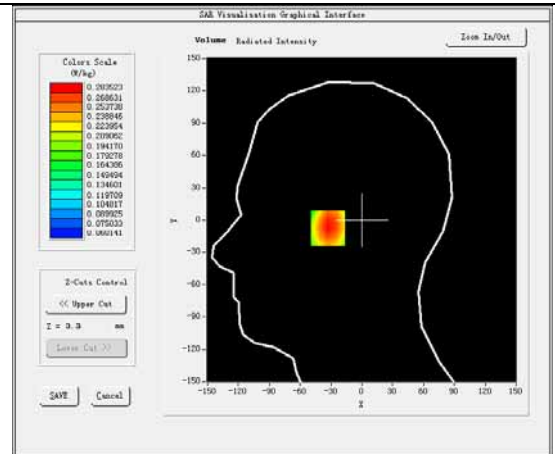 SAR Visualisation Graphical Interface
Volume Radiated Intensity
Zoom In/Out
Colors Scale
(W/kg)
0.283523
0.268631
0.253738
0.238846
0.223954
0.209062
0.194170
0.179278
0.164386
0.149494
0.134601
0.119709
0.104817
0.089925
0.075033
0.060141
Z-Cuts Control
<< Upper Cut
Z = 3.3 mm
Lower Cut >>
SAVE
Cancel
150
120
90
60
30
0
-30
-60
-90
-120
-150
Y
-150 -120 -90 -60 -30 0 30 60 90 120 150
X